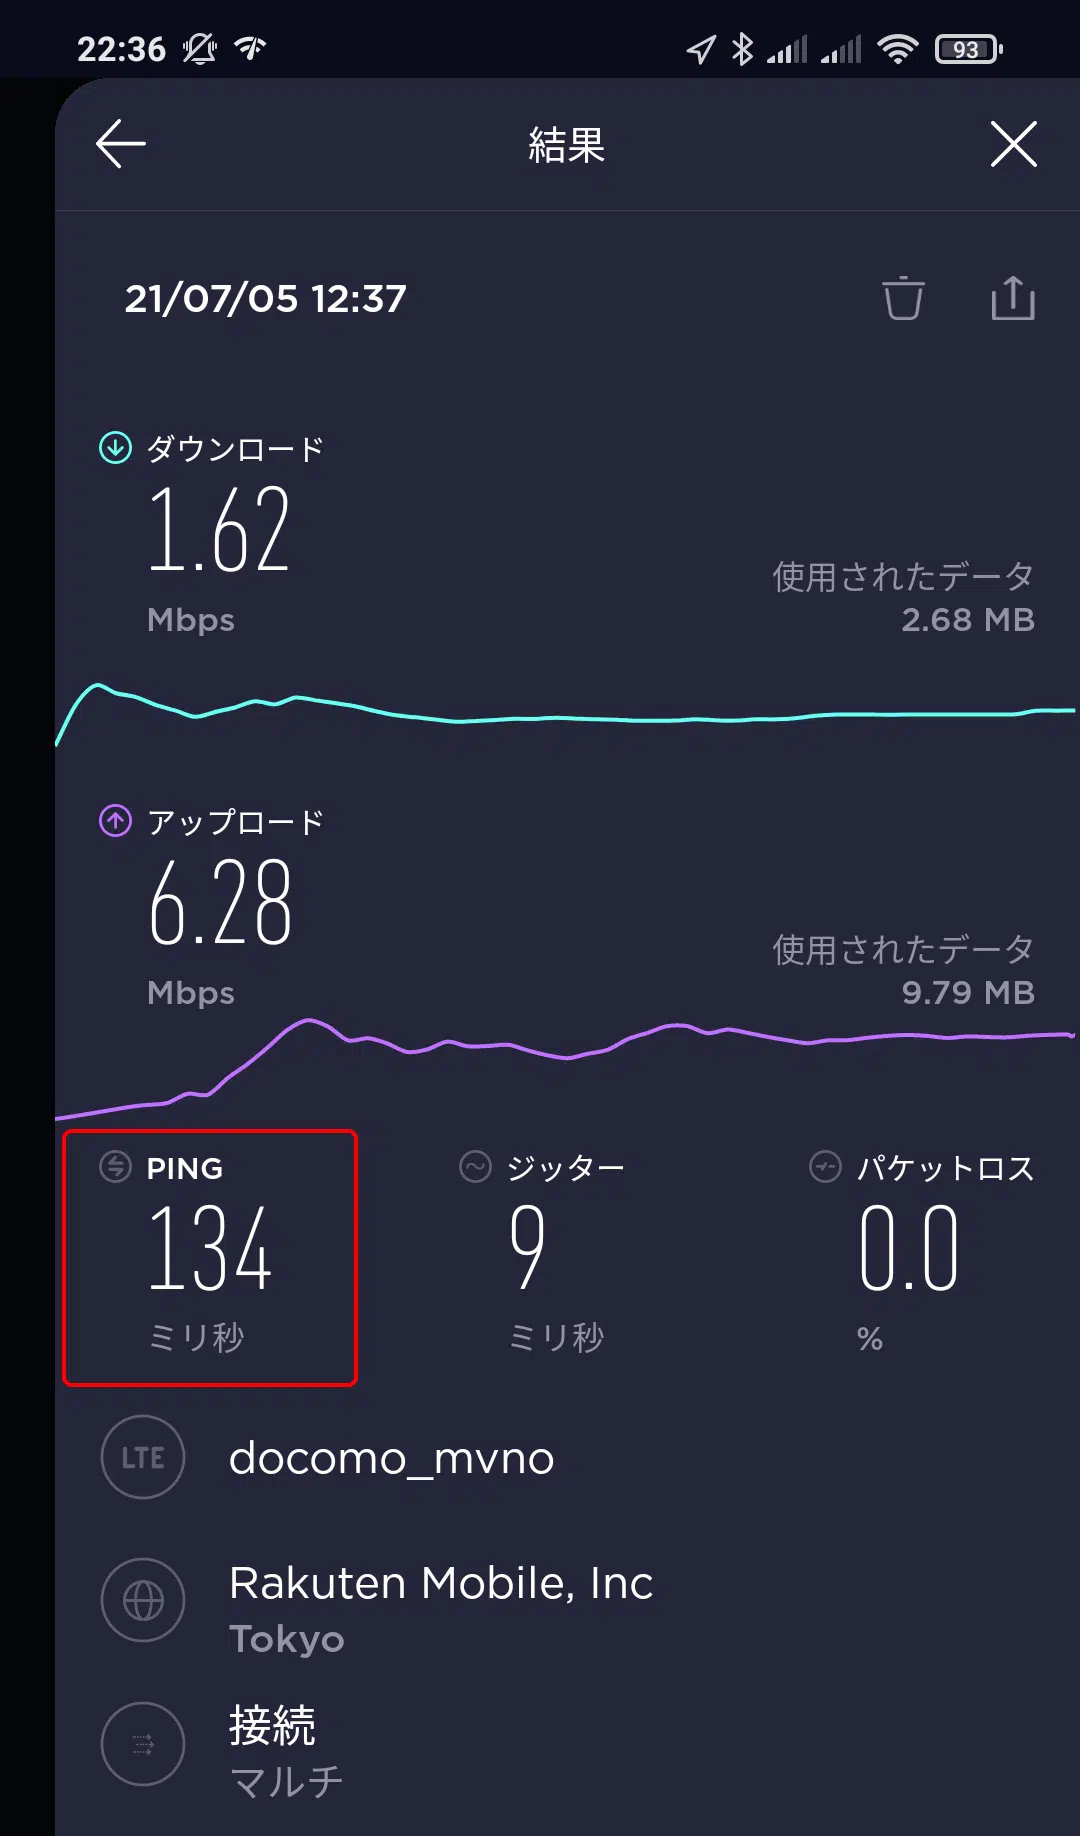 22:36
93
結果
21/07/05 12:37
ダウンロード
1.62
Mbps
使用されたデータ
2.68 MB
アップロード
6.28
Mbps
使用されたデータ
9.79 MB
PING
134
ミリ秒
ジッター
9
ミリ秒
パケットロス
0.0
%
LTE
docomo_mvno
Rakuten Mobile, Inc
Tokyo
接続
マルチ